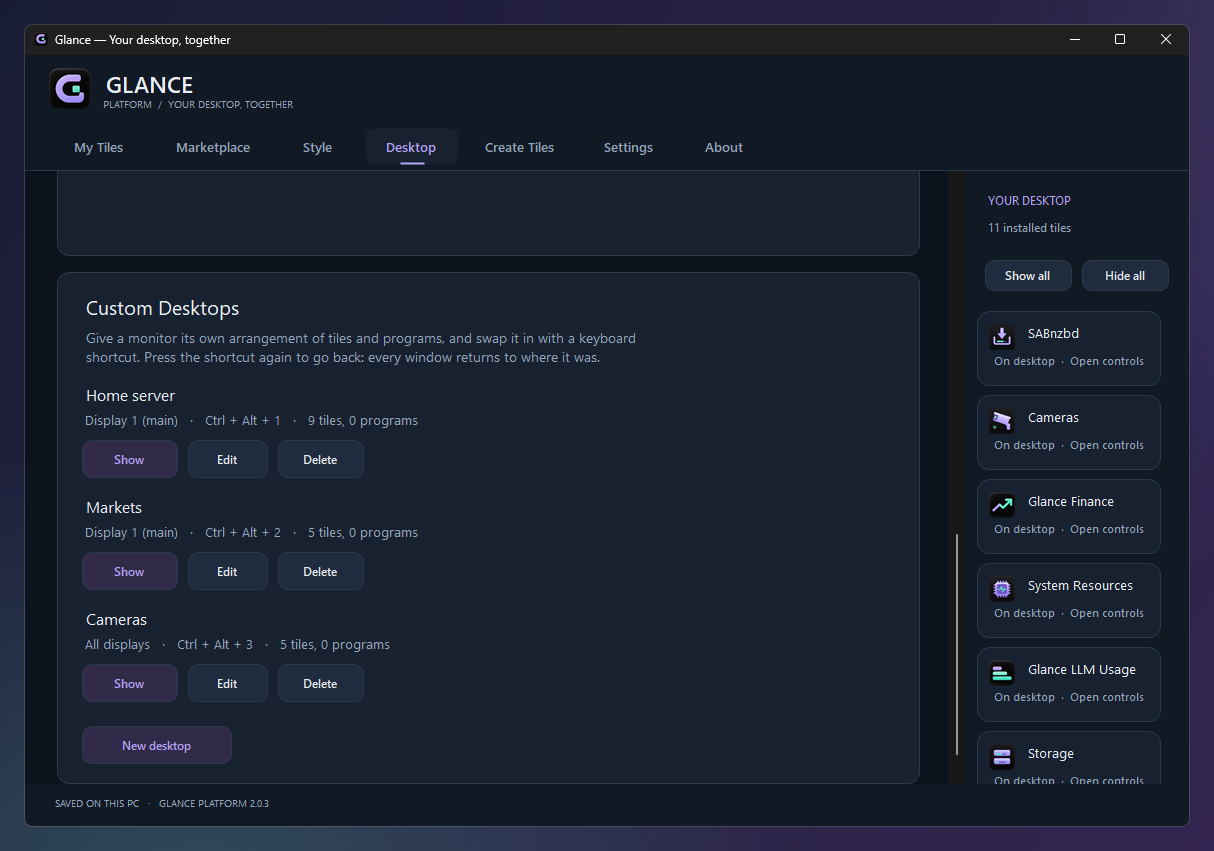 Glance — Your desktop, together
GLANCE
PLATFORM / YOUR DESKTOP, TOGETHER
My Tiles
Marketplace
Style
Desktop
Create Tiles
Settings
About
Custom Desktops
Give a monitor its own arrangement of tiles and programs, and swap it in with a keyboard
shortcut. Press the shortcut again to go back: every window returns to where it was.
Home server
Display 1 (main) · Ctrl + Alt + 1 · 9 tiles, 0 programs
Show
Edit
Delete
Markets
Display 1 (main) · Ctrl + Alt + 2 · 5 tiles, 0 programs
Show
Edit
Delete
Cameras
All displays · Ctrl + Alt + 3 · 5 tiles, 0 programs
Show
Edit
Delete
New desktop
YOUR DESKTOP
11 installed tiles
Show all
Hide all
SABnzbd
On desktop · Open controls
Cameras
On desktop · Open controls
Glance Finance
On desktop · Open controls
System Resources
On desktop · Open controls
Glance LLM Usage
On desktop · Open controls
Storage
On desktop · Open controls
SAVED ON THIS PC · GLANCE PLATFORM 2.0.3